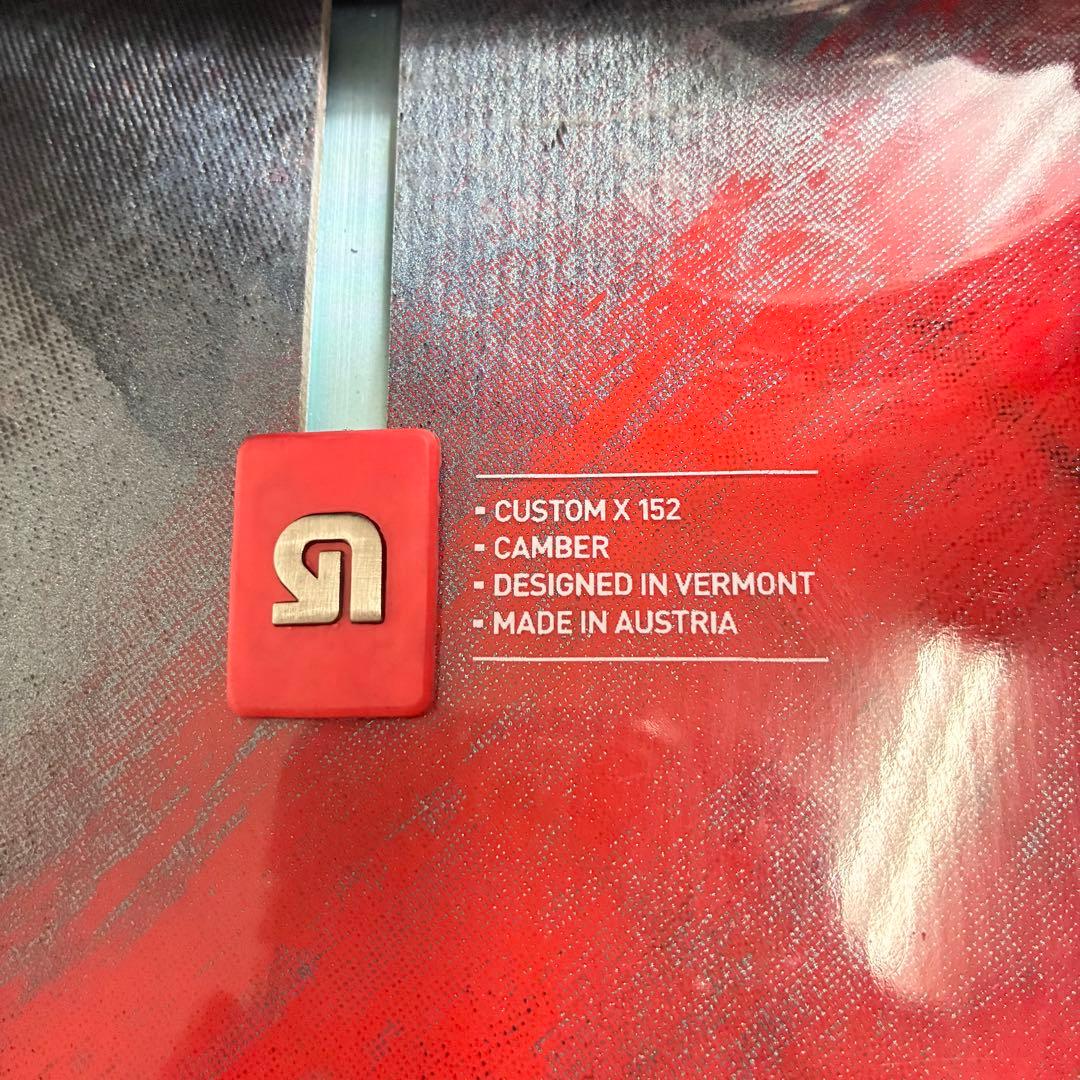 - CUSTOM X 152
- CAMBER
- DESIGNED IN VERMONT
- MADE IN AUSTRIA